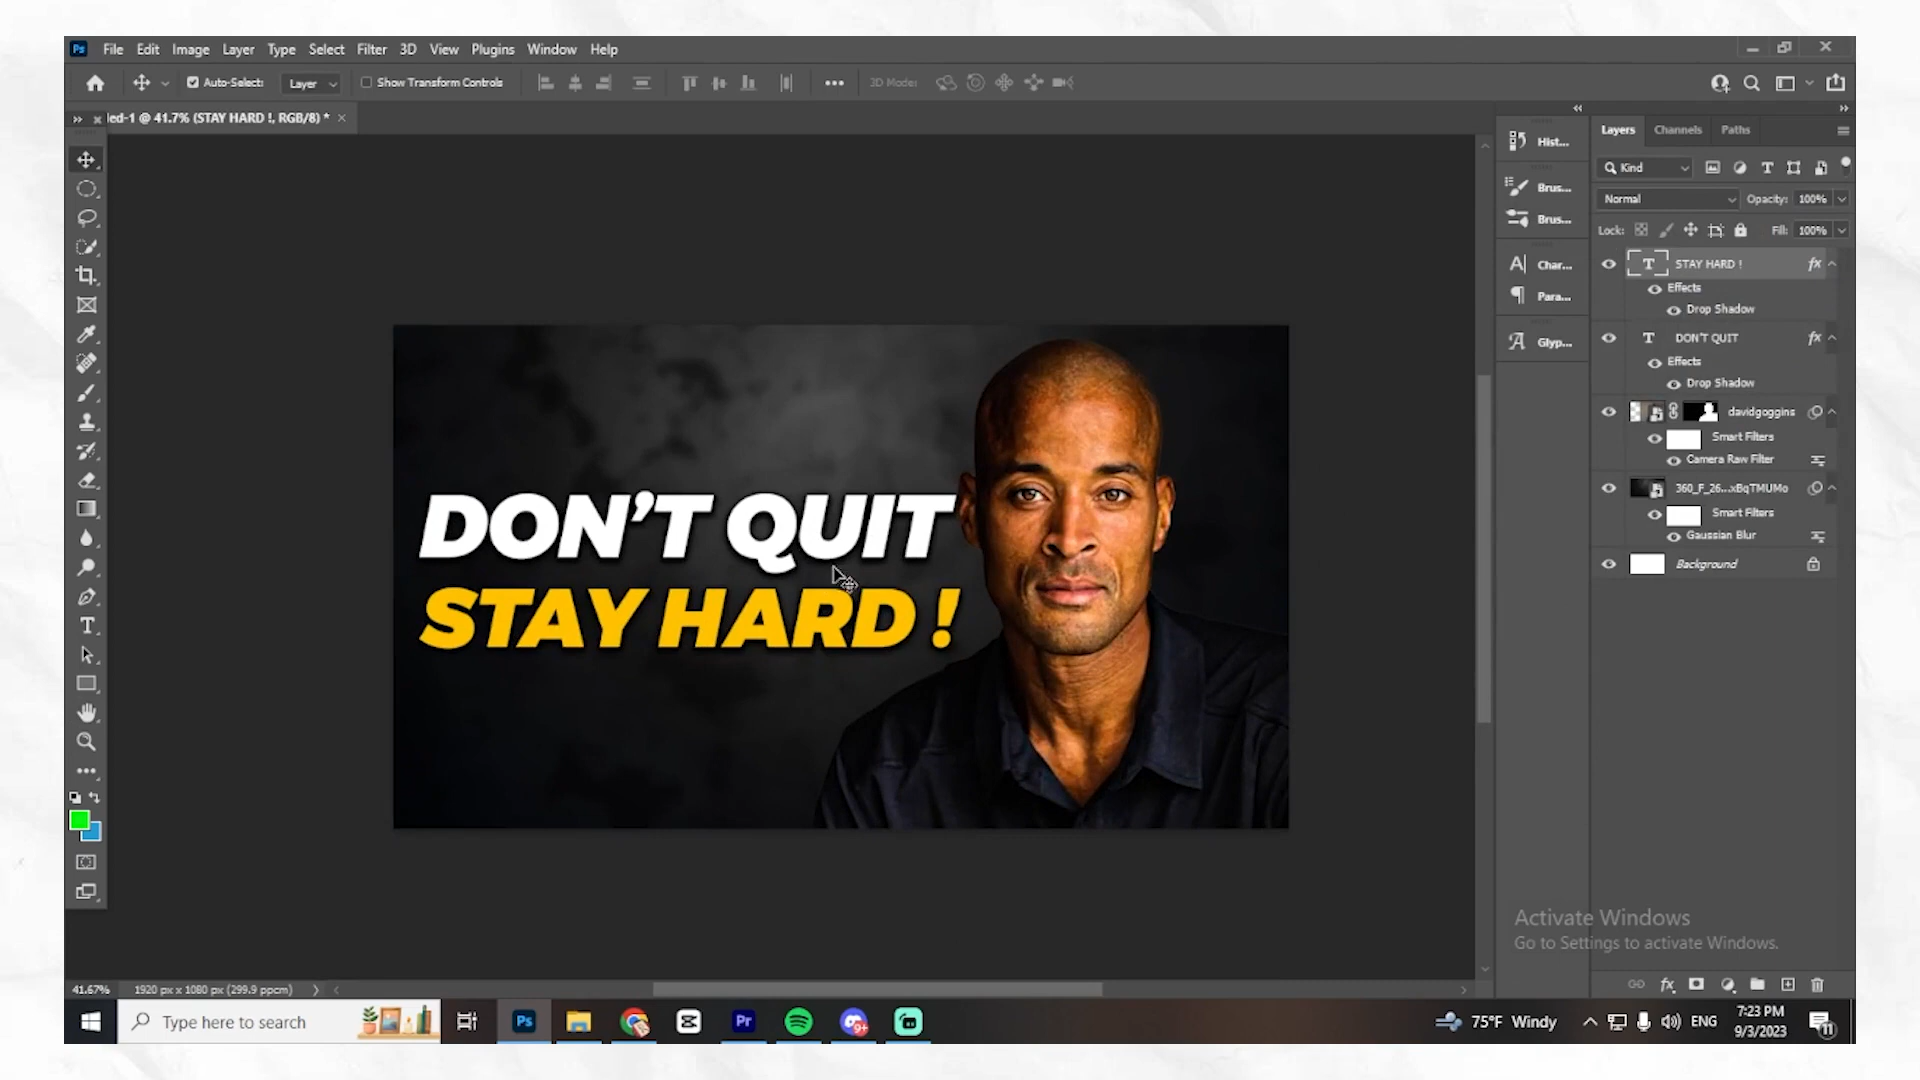 Ps File Edit Image Layer Type Select Filter 3D View Plugins Window Help
Auto-Select: Layer Show Transform Controls ••• 3D Mode:
led-1 @ 41.7% (STAY HARD !, RGB/8) *
Hist...
Brus...
Brus...
Char...
Para...
Glyp...
Layers Channels Paths
Kind
Normal Opacity: 100%
Lock: Fill: 100%
T STAY HARD ! fx
Effects
Drop Shadow
T DON'T QUIT fx
Effects
Drop Shadow
davidgoggins
Smart Filters
Camera Raw Filter
360_F_26...xBqTMUMo
Smart Filters
Gaussian Blur
Background
DON'T QUIT
STAY HARD !
Activate Windows
Go to Settings to activate Windows.
41.67% 1920 px x 1080 px (299.9 ppcm)
Type here to search
Ps
Pr
9+
75°F Windy
ENG
7:23 PM
9/3/2023
11